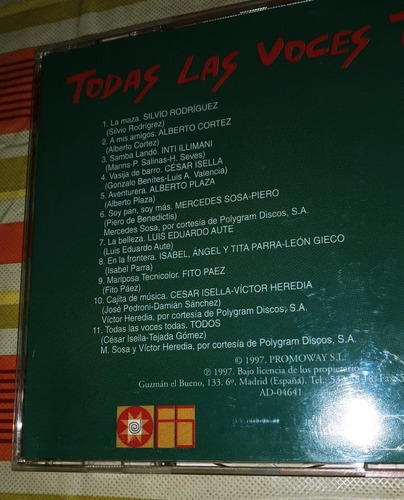 TODAS LAS VOCES T
1. La maza. SILVIO RODRÍGUEZ
(Silvio Rodrígrez)
2. A mis amigos. ALBERTO CORTEZ
(Alberto Cortez)
3. Samba Landó. INTI ILLIMANI
(Manns-P. Salinas-H. Seves)
4. Vasija de barro. CÉSAR ISELLA
(Gonzalo Benítes-Luis A. Valencia)
5. Aventurera. ALBERTO PLAZA
(Alberto Plaza)
6. Soy pan, soy más. MERCEDES SOSA-PIERO
(Piero de Benedictis)
Mercedes Sosa, por cortesía de Polygram Discos, S.A.
7. La belleza. LUIS EDUARDO AUTE
(Luis Eduardo Aute)
8. En la frontera. ISABEL, ÁNGEL Y TITA PARRA-LEÓN GIECO
(Isabel Parra)
9. Mariposa Tecnicolor. FITO PAEZ
(Fito Páez)
10. Cajita de música. CESAR ISELLA-VÍCTOR HEREDIA
(José Pedroni-Damián Sánchez)
Víctor Heredia, por cortesía de Polygram Discos, S.A.
11. Todas las voces todas. TODOS
(César Isella-Tejada Gómez)
M. Sosa y Víctor Heredia, por cortesía de Polygram Discos, S.A.
© 1997. PROMOWAY S.L.
℗ 1997. Bajo licencia de los propietarios
Guzmán el Bueno, 133. 6º. Madrid (España). Tel.
AD-04641